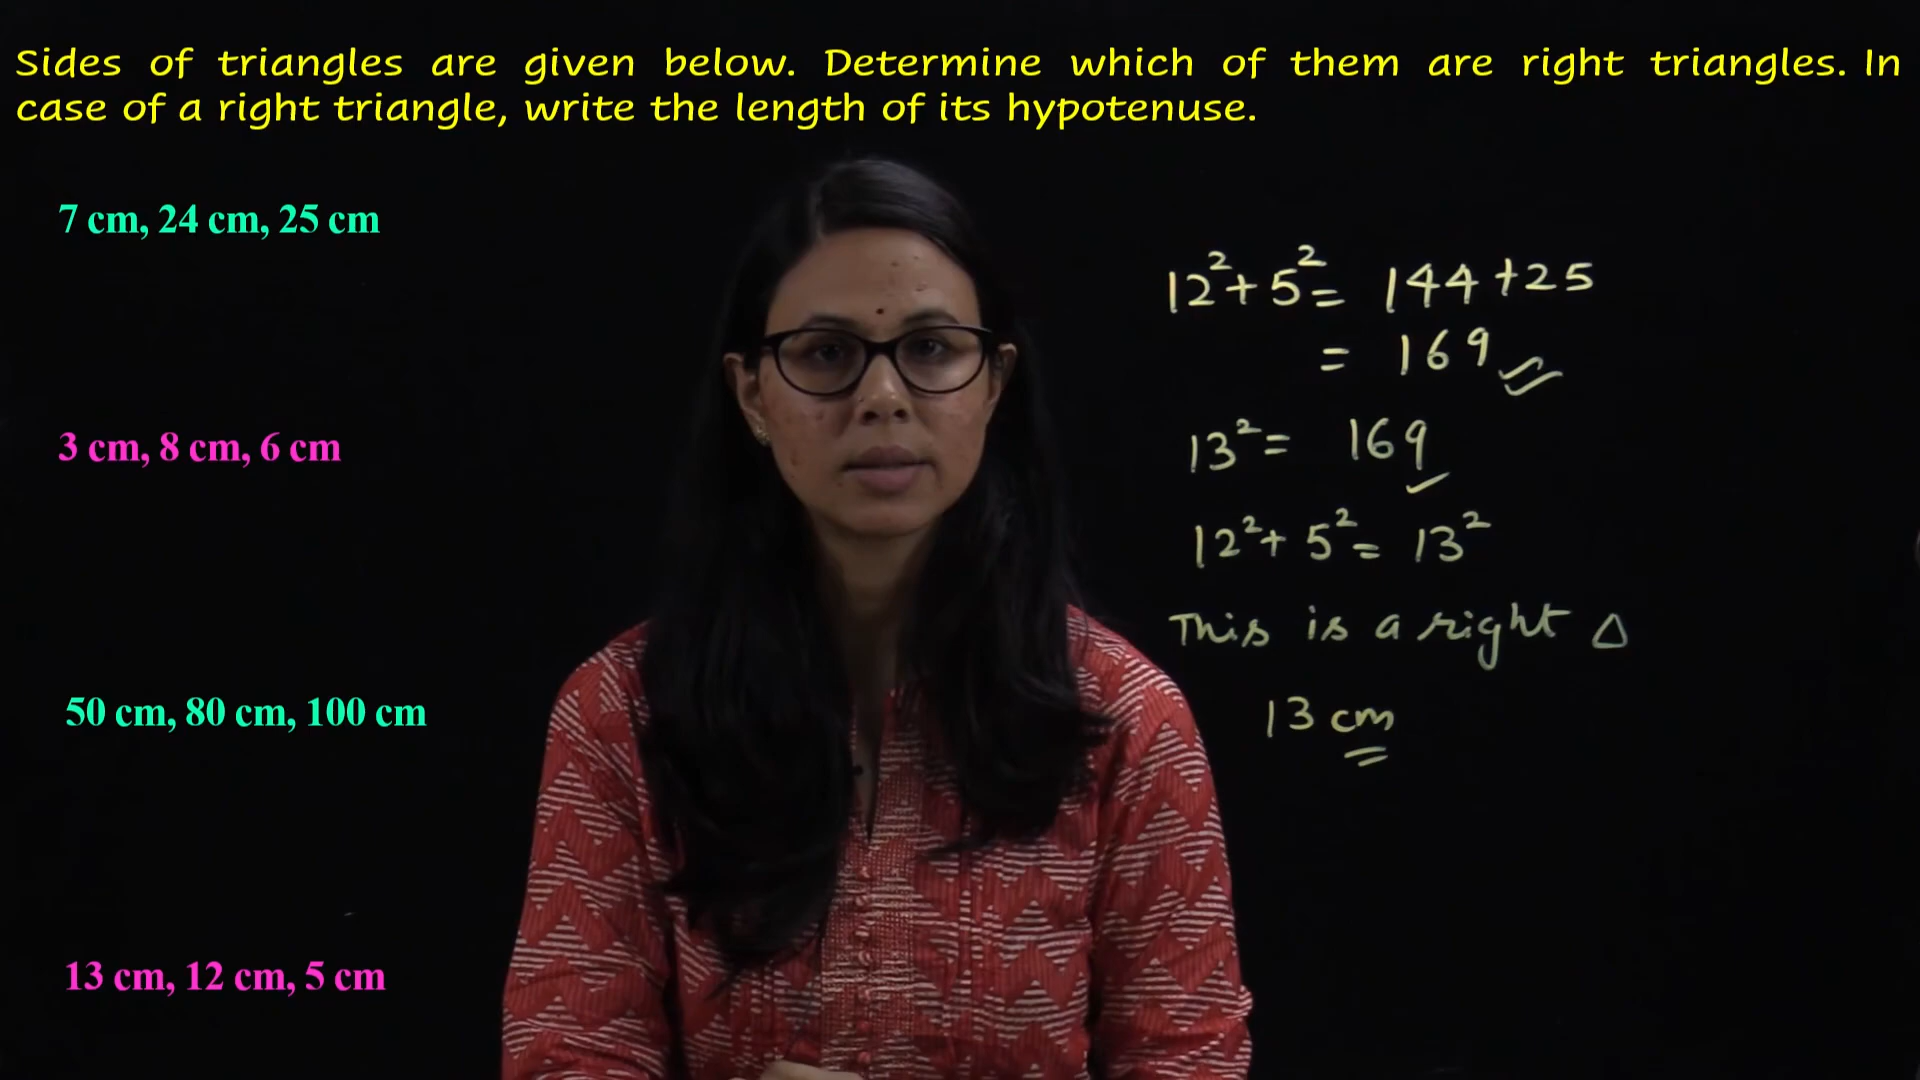 Sides of triangles are given below. Determine which of them are right triangles. In
case of a right triangle, write the length of its hypotenuse.
7 cm, 24 cm, 25 cm
3 cm, 8 cm, 6 cm
50 cm, 80 cm, 100 cm
13 cm, 12 cm, 5 cm
12² + 5² = 144 + 25
= 169
13² = 169
12² + 5² = 13²
This is a right △
13 cm